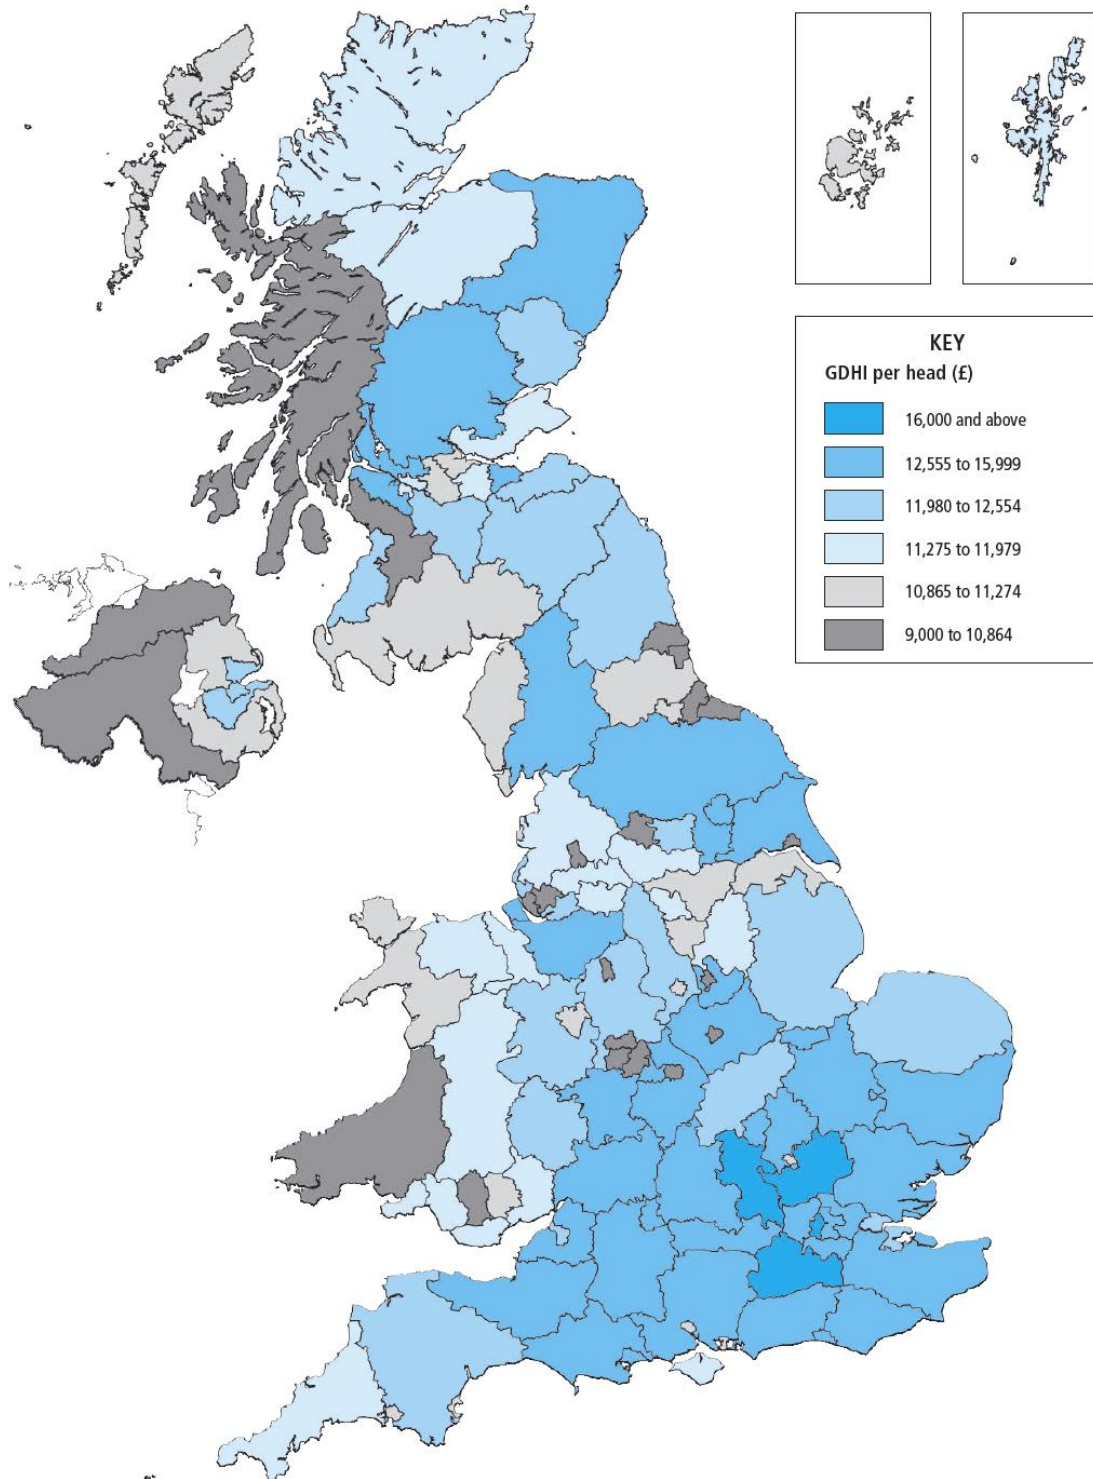 KEY
GDHI per head (£)
16,000 and above
12,555 to 15,999
11,980 to 12,554
11,275 to 11,979
10,865 to 11,274
9,000 to 10,864